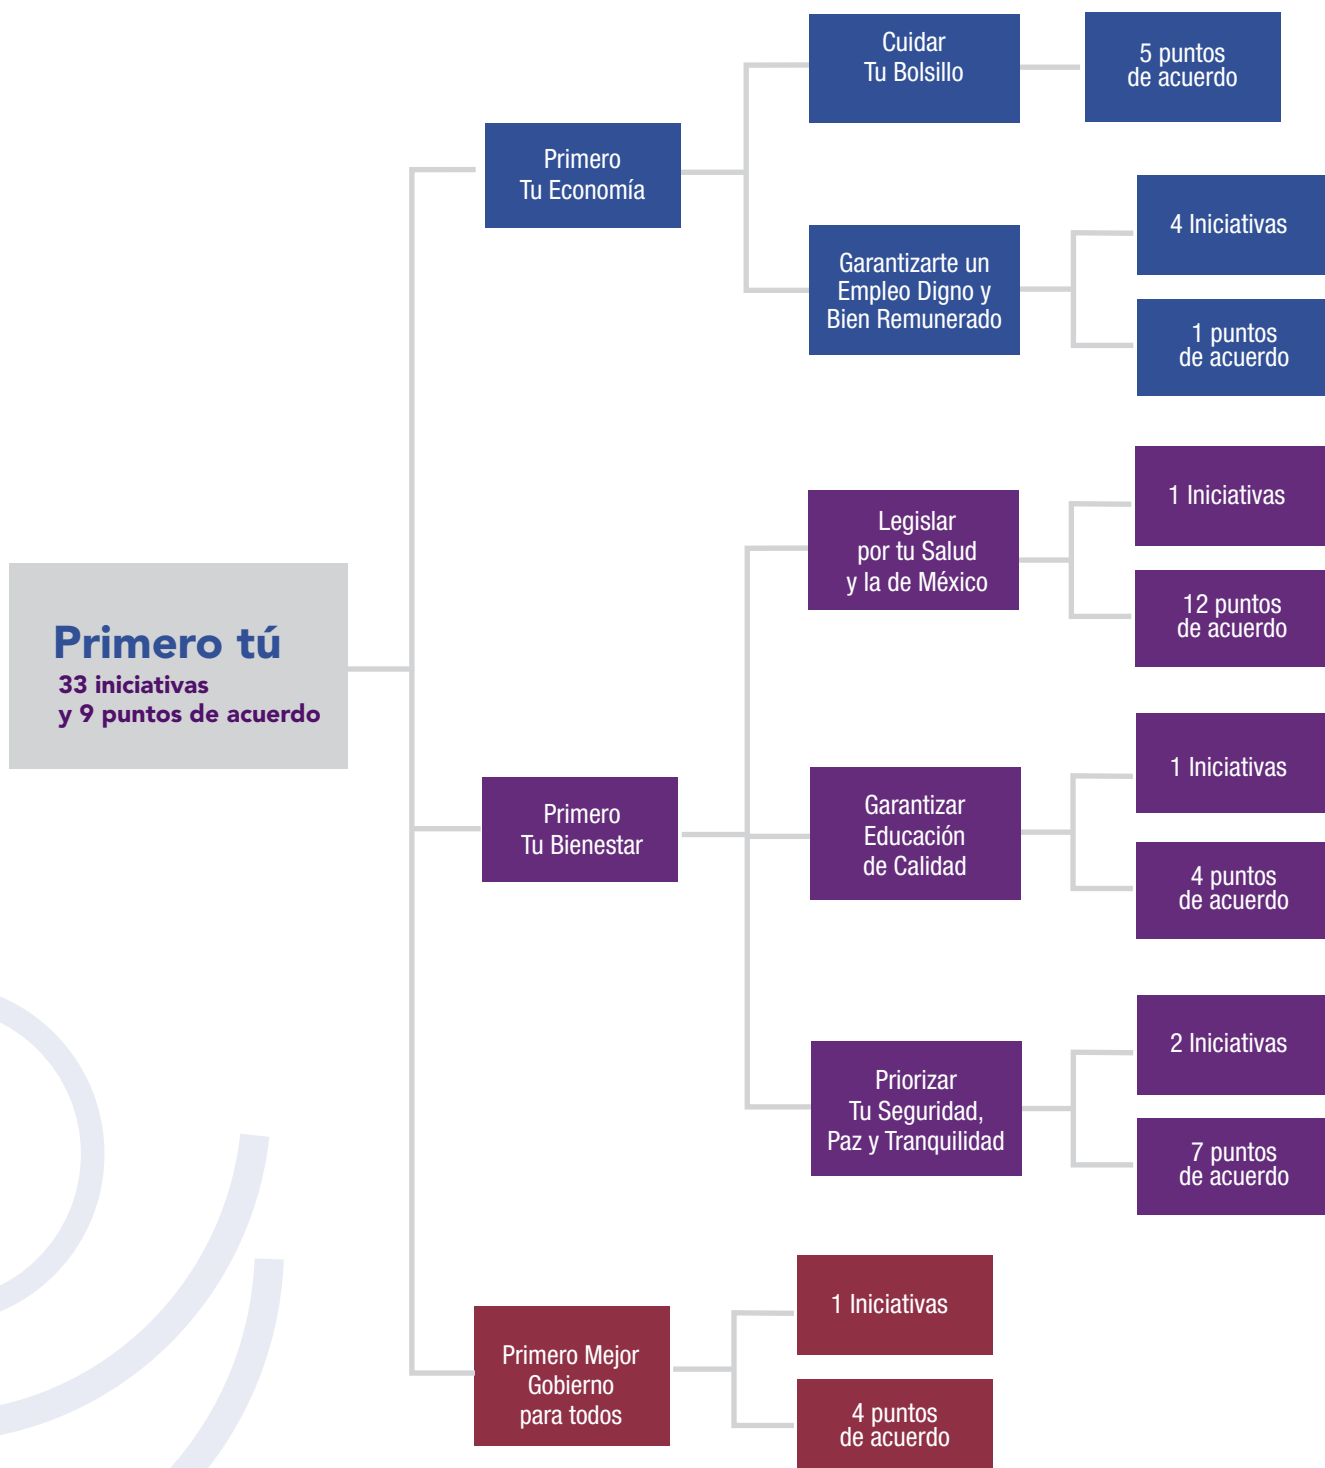 Primero tú
33 iniciativas
y 9 puntos de acuerdo
Primero
Tu Economía
Cuidar
Tu Bolsillo
5 puntos
de acuerdo
Garantizarte un
Empleo Digno y
Bien Remunerado
4 Iniciativas
1 puntos
de acuerdo
Primero
Tu Bienestar
Legislar
por tu Salud
y la de México
1 Iniciativas
12 puntos
de acuerdo
Garantizar
Educación
de Calidad
1 Iniciativas
4 puntos
de acuerdo
Priorizar
Tu Seguridad,
Paz y Tranquilidad
2 Iniciativas
7 puntos
de acuerdo
Primero Mejor
Gobierno
para todos
1 Iniciativas
4 puntos
de acuerdo